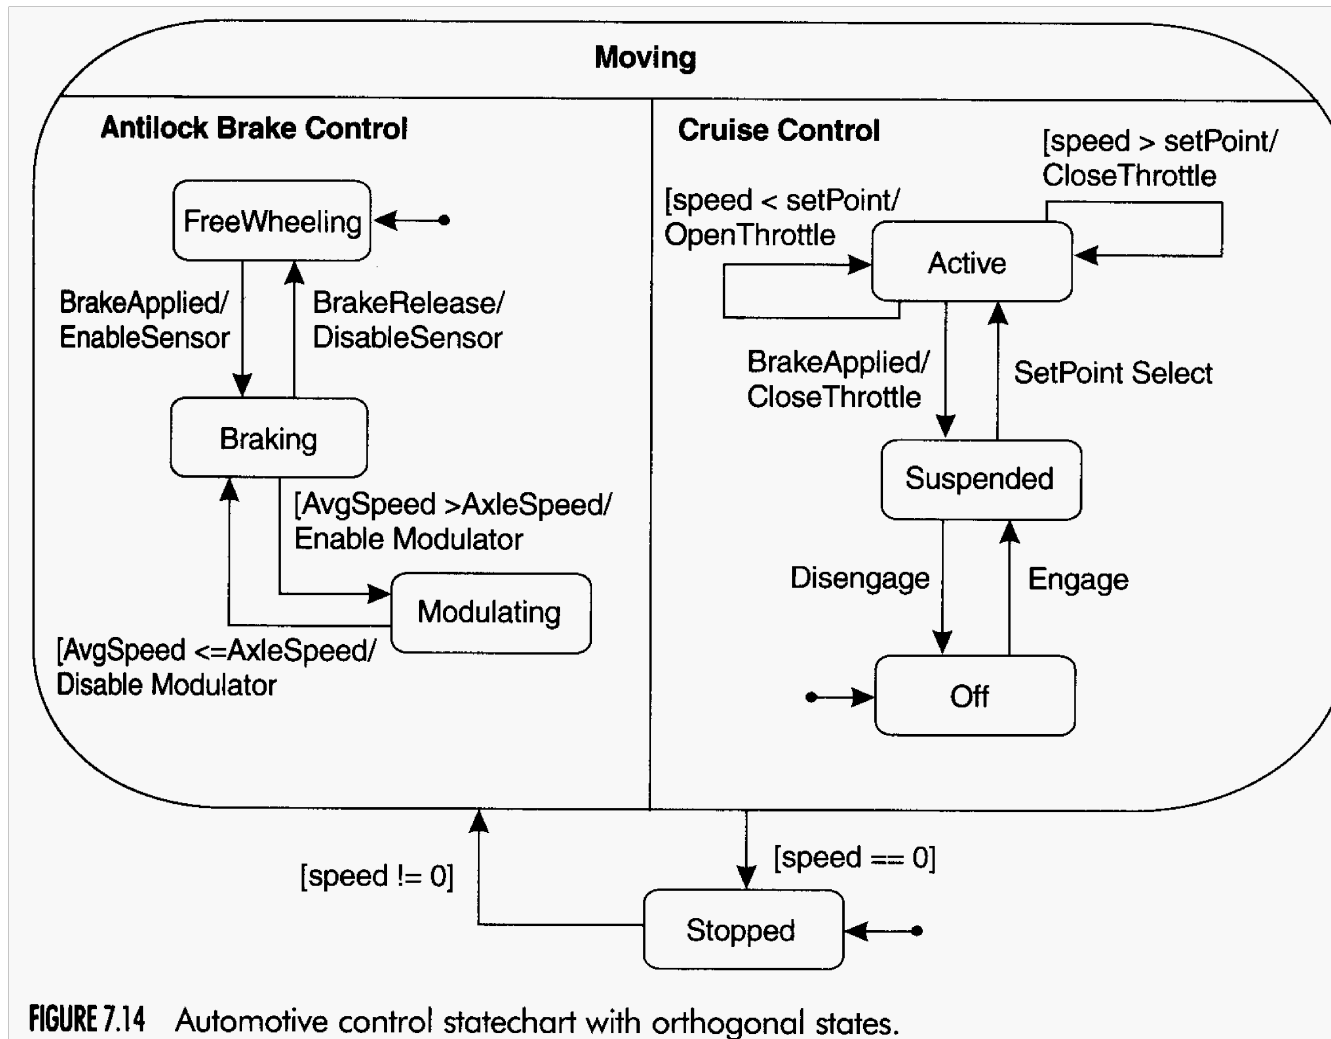 Moving
Antilock Brake Control
FreeWheeling
BrakeApplied/
EnableSensor
BrakeRelease/
DisableSensor
Braking
[AvgSpeed >AxleSpeed/
Enable Modulator
Modulating
[AvgSpeed <=AxleSpeed/
Disable Modulator
Cruise Control
[speed > setPoint/
CloseThrottle
[speed < setPoint/
OpenThrottle
Active
BrakeApplied/
CloseThrottle
SetPoint Select
Suspended
Disengage
Engage
Off
[speed != 0]
[speed == 0]
Stopped
FIGURE 7.14 Automotive control statechart with orthogonal states.